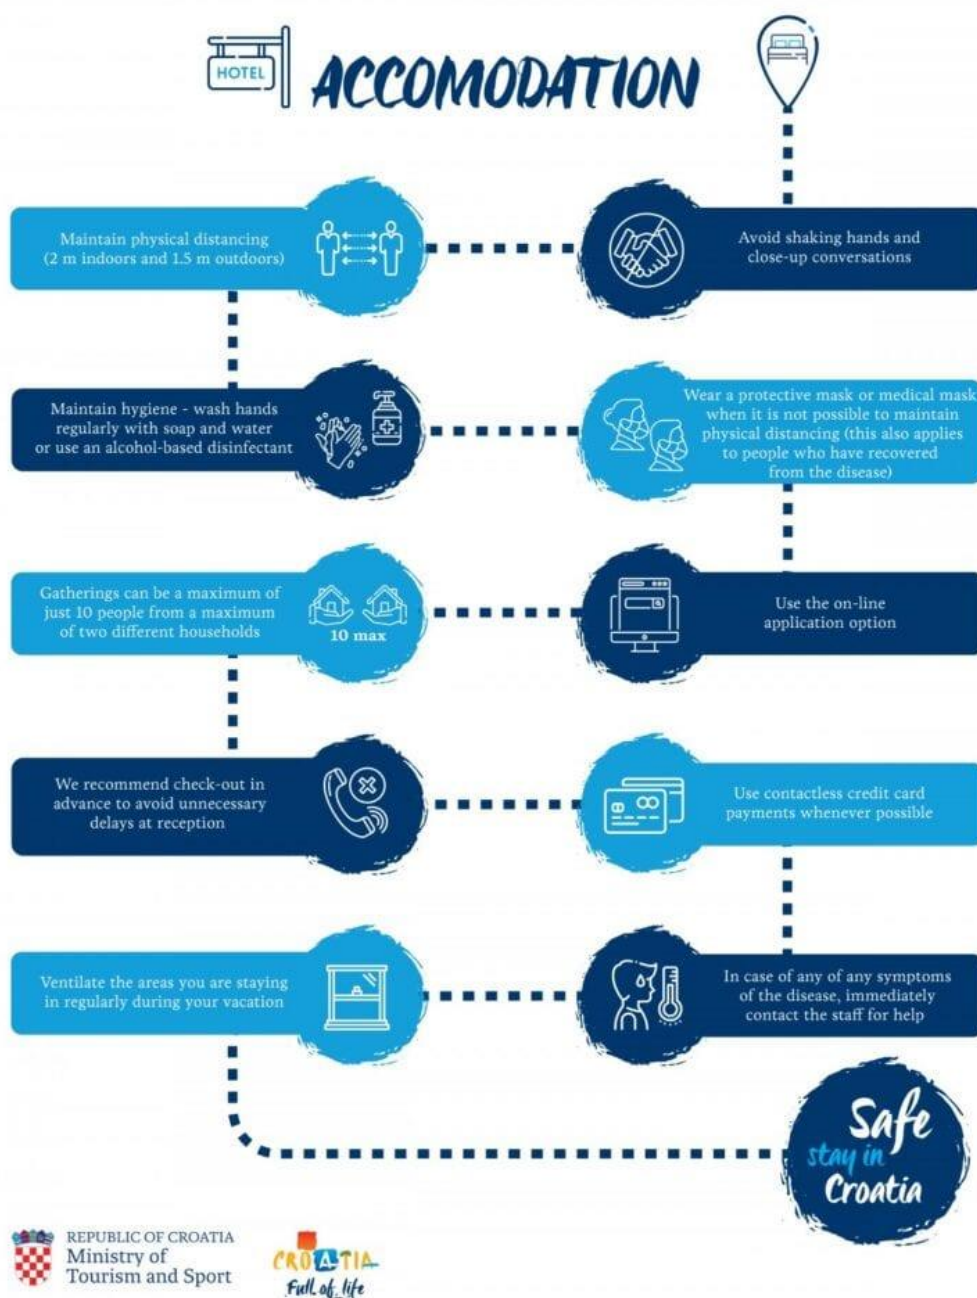 HOTEL
ACCOMODATION
Maintain physical distancing
(2 m indoors and 1.5 m outdoors)
Avoid shaking hands and
close-up conversations
Maintain hygiene - wash hands
regularly with soap and water
or use an alcohol-based disinfectant
Wear a protective mask or medical mask
when it is not possible to maintain
physical distancing (this also applies
to people who have recovered
from the disease)
Gatherings can be a maximum of
just 10 people from a maximum
of two different households
10 max
Use the on-line
application option
We recommend check-out in
advance to avoid unnecessary
delays at reception
Use contactless credit card
payments whenever possible
Ventilate the areas you are staying
in regularly during your vacation
In case of any of any symptoms
of the disease, immediately
contact the staff for help
Safe
stay in
Croatia
REPUBLIC OF CROATIA
Ministry of
Tourism and Sport
CROATIA
Full of life